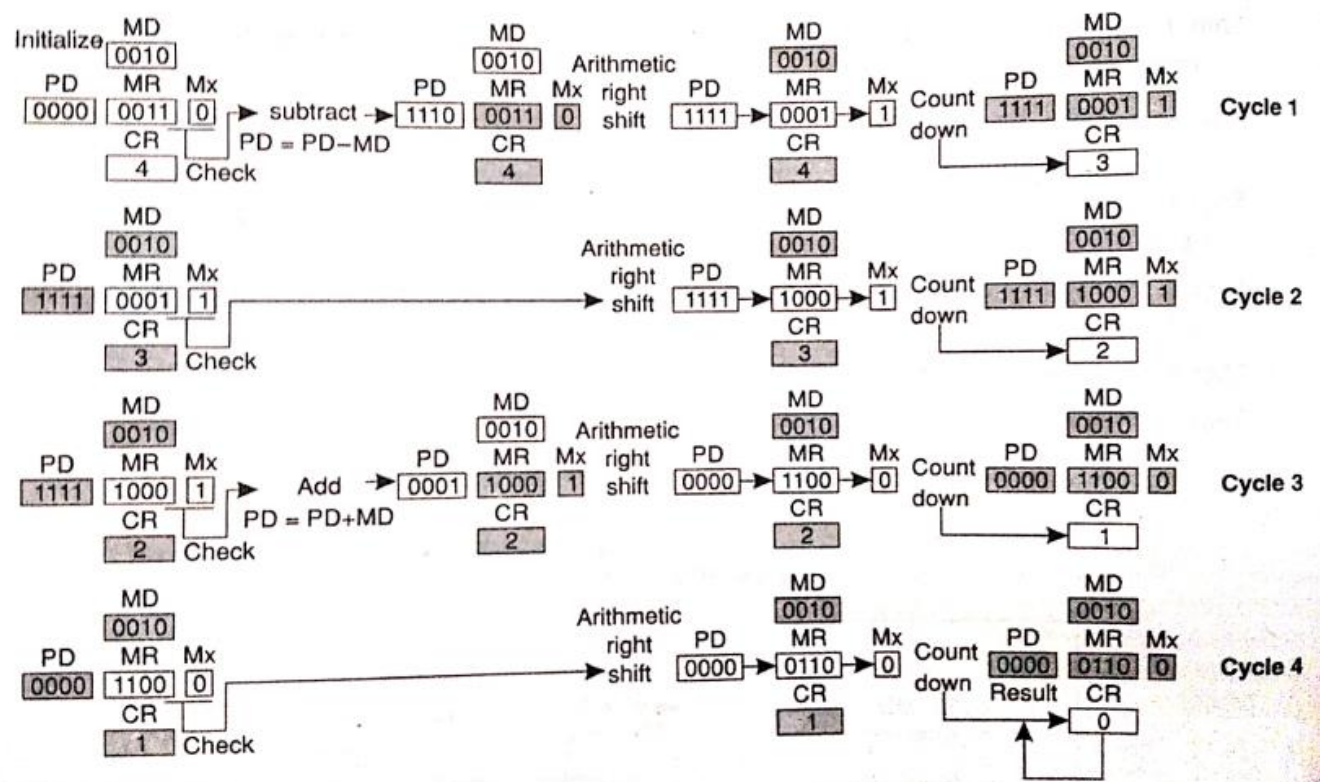 Initialize MD MD MD MD
0010 0010 Arithmetic 0010 0010
PD MR Mx PD MR Mx right PD MR Mx Count PD MR Mx
0000 0011 0 subtract 1110 0011 0 shift 1111 0001 1 down 1111 0001 1 Cycle 1
CR PD = PD–MD CR CR CR
4 Check 4 4 3
MD MD MD
0010 Arithmetic 0010 0010
PD MR Mx right PD MR Mx Count PD MR Mx
1111 0001 1 shift 1111 1000 1 down 1111 1000 1 Cycle 2
CR CR CR
3 Check 3 2
MD MD MD MD
0010 0010 Arithmetic 0010 0010
PD MR Mx PD MR Mx right PD MR Mx Count PD MR Mx
1111 1000 1 Add 0001 1000 1 shift 0000 1100 0 down 0000 1100 0 Cycle 3
CR PD = PD+MD CR CR CR
2 Check 2 2 1
MD MD MD
0010 Arithmetic 0010 0010
PD MR Mx right PD MR Mx Count PD MR Mx
0000 1100 0 shift 0000 0110 0 down 0000 0110 0 Cycle 4
CR CR Result CR
1 Check 1 0